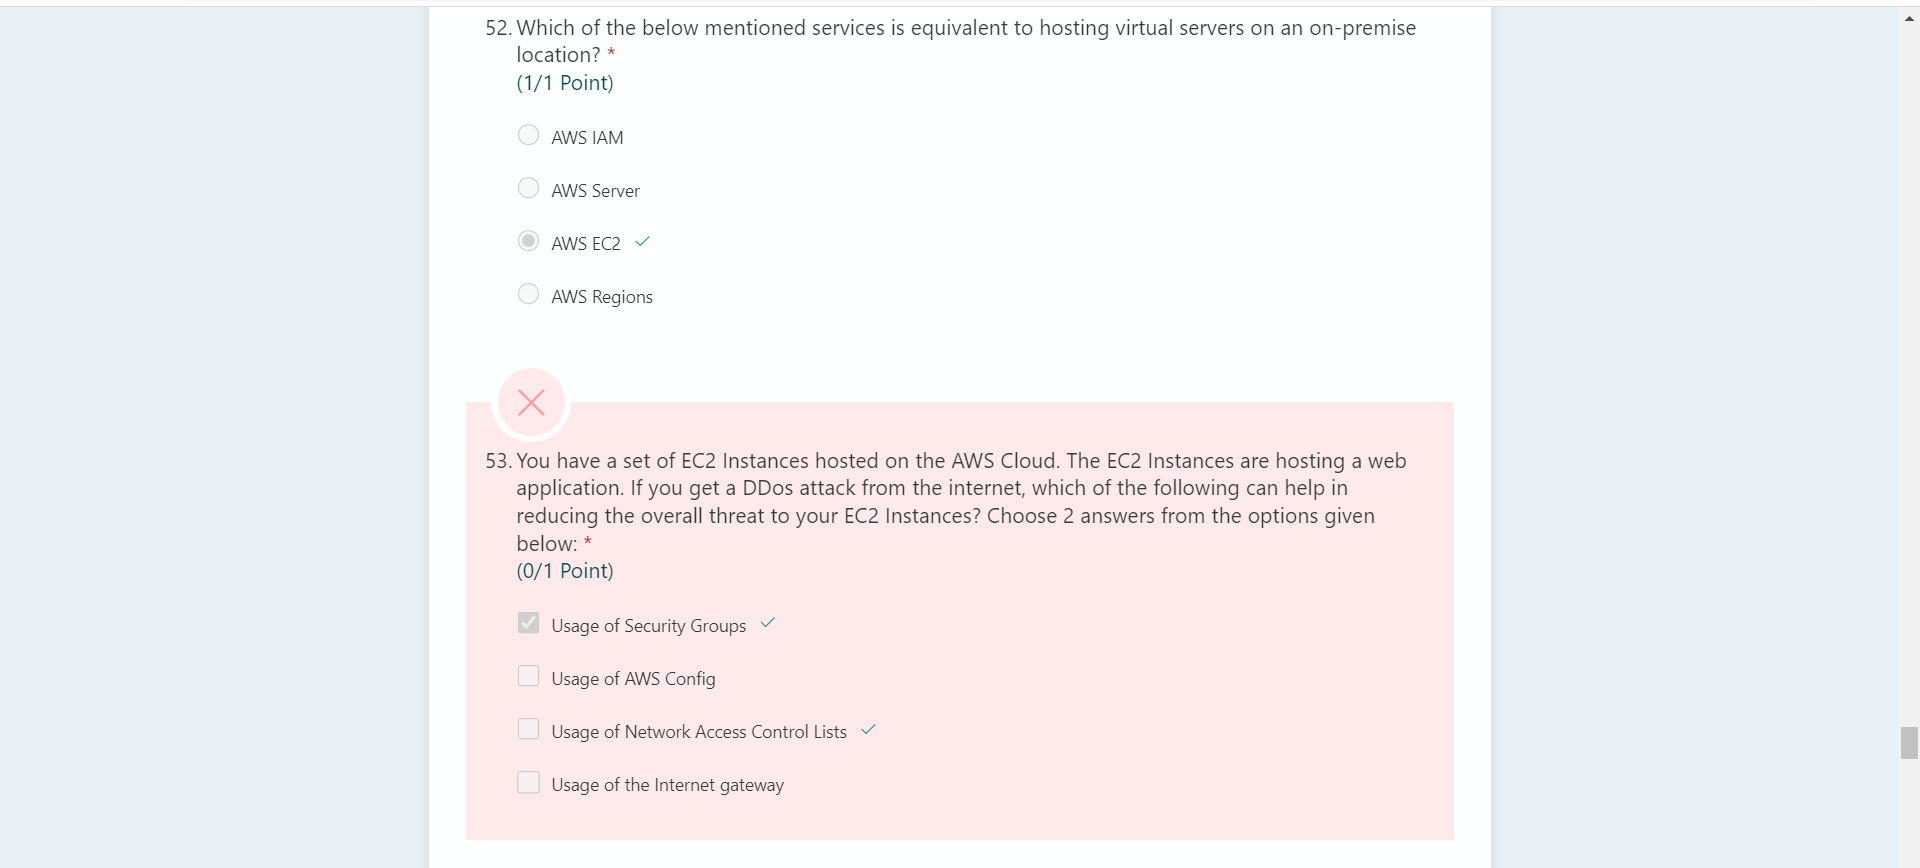 52. Which of the below mentioned services is equivalent to hosting virtual servers on an on-premise
location? *
(1/1 Point)
AWS IAM
AWS Server
AWS EC2
AWS Regions
53. You have a set of EC2 Instances hosted on the AWS Cloud. The EC2 Instances are hosting a web
application. If you get a DDos attack from the internet, which of the following can help in
reducing the overall threat to your EC2 Instances? Choose 2 answers from the options given
below: *
(0/1 Point)
Usage of Security Groups
Usage of AWS Config
Usage of Network Access Control Lists
Usage of the Internet gateway